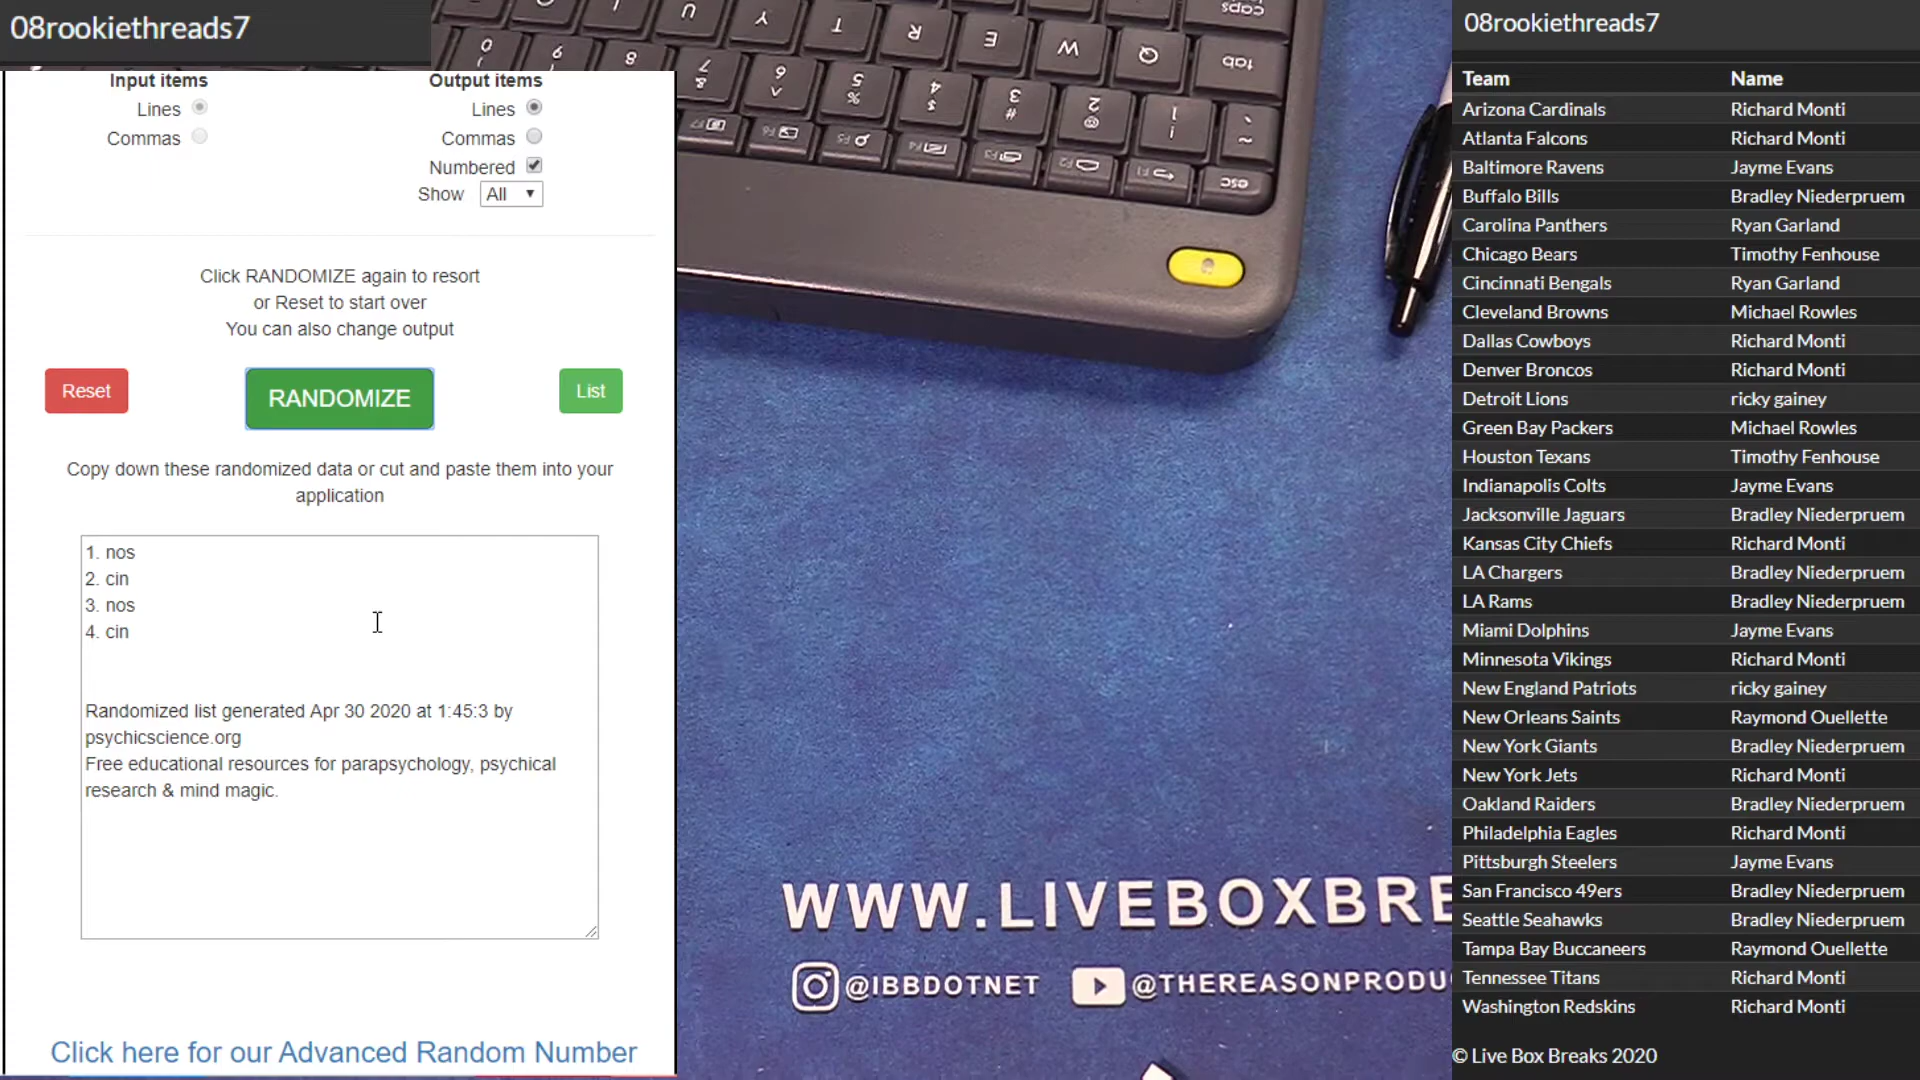 08rookiethreads7
Input items
Output items
Lines
Lines
Commas
Commas
Numbered
Show All
Click RANDOMIZE again to resort
or Reset to start over
You can also change output
Reset
RANDOMIZE
List
Copy down these randomized data or cut and paste them into your
application
1. nos
2. cin
3. nos
4. cin
Randomized list generated Apr 30 2020 at 1:45:3 by
psychicscience.org
Free educational resources for parapsychology, psychical
research & mind magic.
Click here for our Advanced Random Number
caps
U Y T R E W Q tab
esc
WWW.LIVEBOXBRE
@IBBDOTNET
@THEREASONPRODU
08rookiethreads7
Team Name
Arizona Cardinals Richard Monti
Atlanta Falcons Richard Monti
Baltimore Ravens Jayme Evans
Buffalo Bills Bradley Niederpruem
Carolina Panthers Ryan Garland
Chicago Bears Timothy Fenhouse
Cincinnati Bengals Ryan Garland
Cleveland Browns Michael Rowles
Dallas Cowboys Richard Monti
Denver Broncos Richard Monti
Detroit Lions ricky gainey
Green Bay Packers Michael Rowles
Houston Texans Timothy Fenhouse
Indianapolis Colts Jayme Evans
Jacksonville Jaguars Bradley Niederpruem
Kansas City Chiefs Richard Monti
LA Chargers Bradley Niederpruem
LA Rams Bradley Niederpruem
Miami Dolphins Jayme Evans
Minnesota Vikings Richard Monti
New England Patriots ricky gainey
New Orleans Saints Raymond Ouellette
New York Giants Bradley Niederpruem
New York Jets Richard Monti
Oakland Raiders Bradley Niederpruem
Philadelphia Eagles Richard Monti
Pittsburgh Steelers Jayme Evans
San Francisco 49ers Bradley Niederpruem
Seattle Seahawks Bradley Niederpruem
Tampa Bay Buccaneers Raymond Ouellette
Tennessee Titans Richard Monti
Washington Redskins Richard Monti
© Live Box Breaks 2020